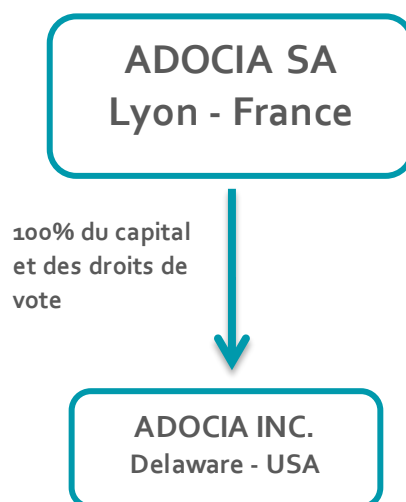 ADOCIA SA
Lyon - France
100% du capital
et des droits de
vote
ADOCIA INC.
Delaware - USA